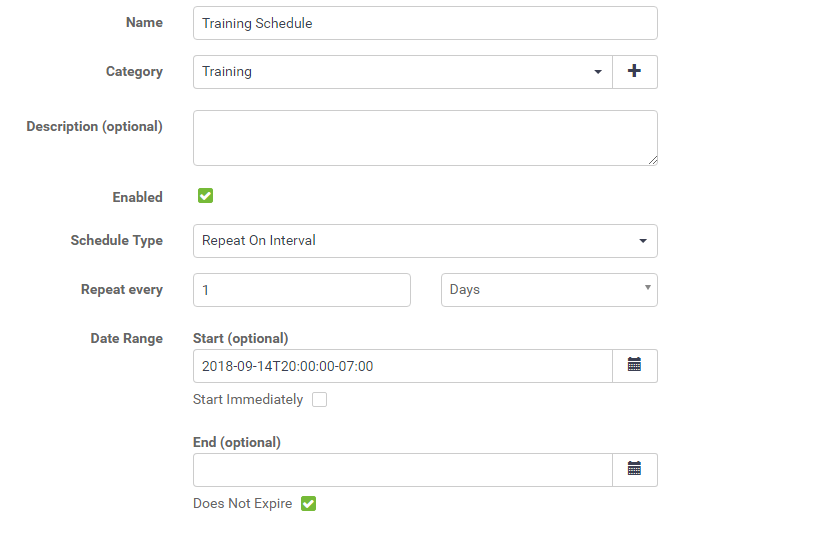 Name Training Schedule
Category Training
Description (optional)
Enabled
Schedule Type Repeat On Interval
Repeat every 1 Days
Date Range Start (optional)
2018-09-14T20:00:00-07:00
Start Immediately
End (optional)
Does Not Expire